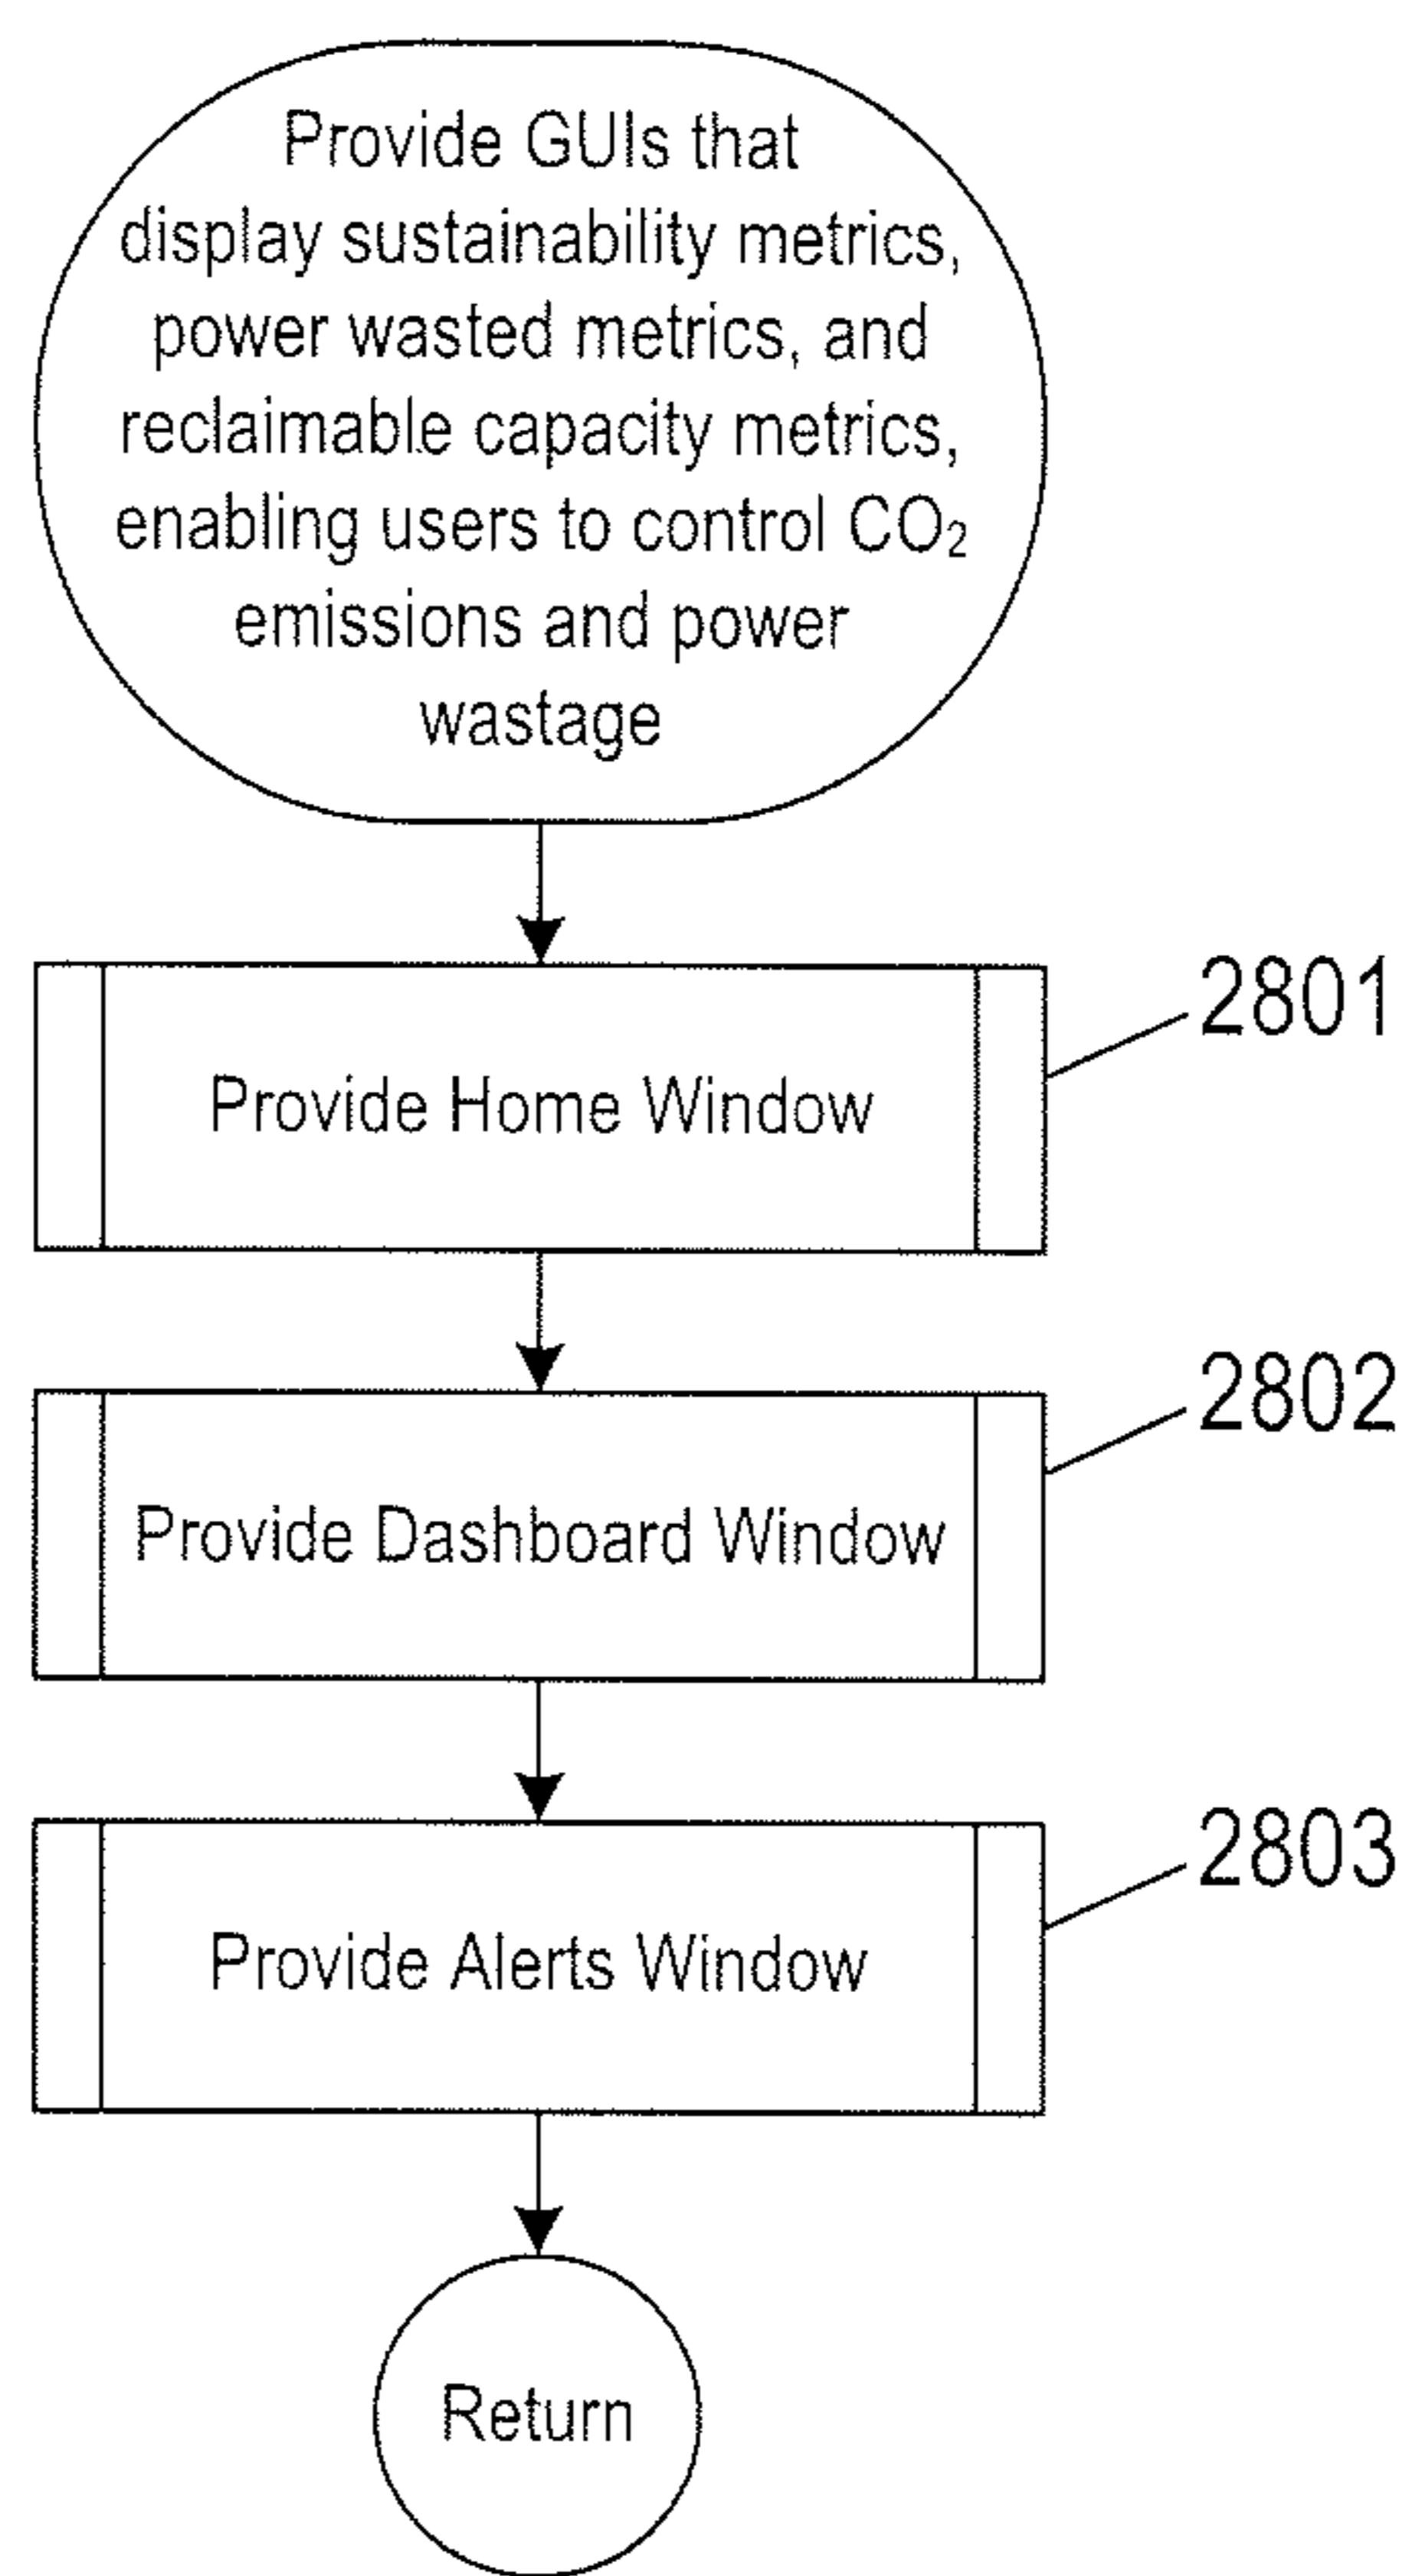 Provide GUIs that
display sustainability metrics,
power wasted metrics, and
reclaimable capacity metrics,
enabling users to control CO₂
emissions and power
wastage
2801
Provide Home Window
2802
Provide Dashboard Window
2803
Provide Alerts Window
Return